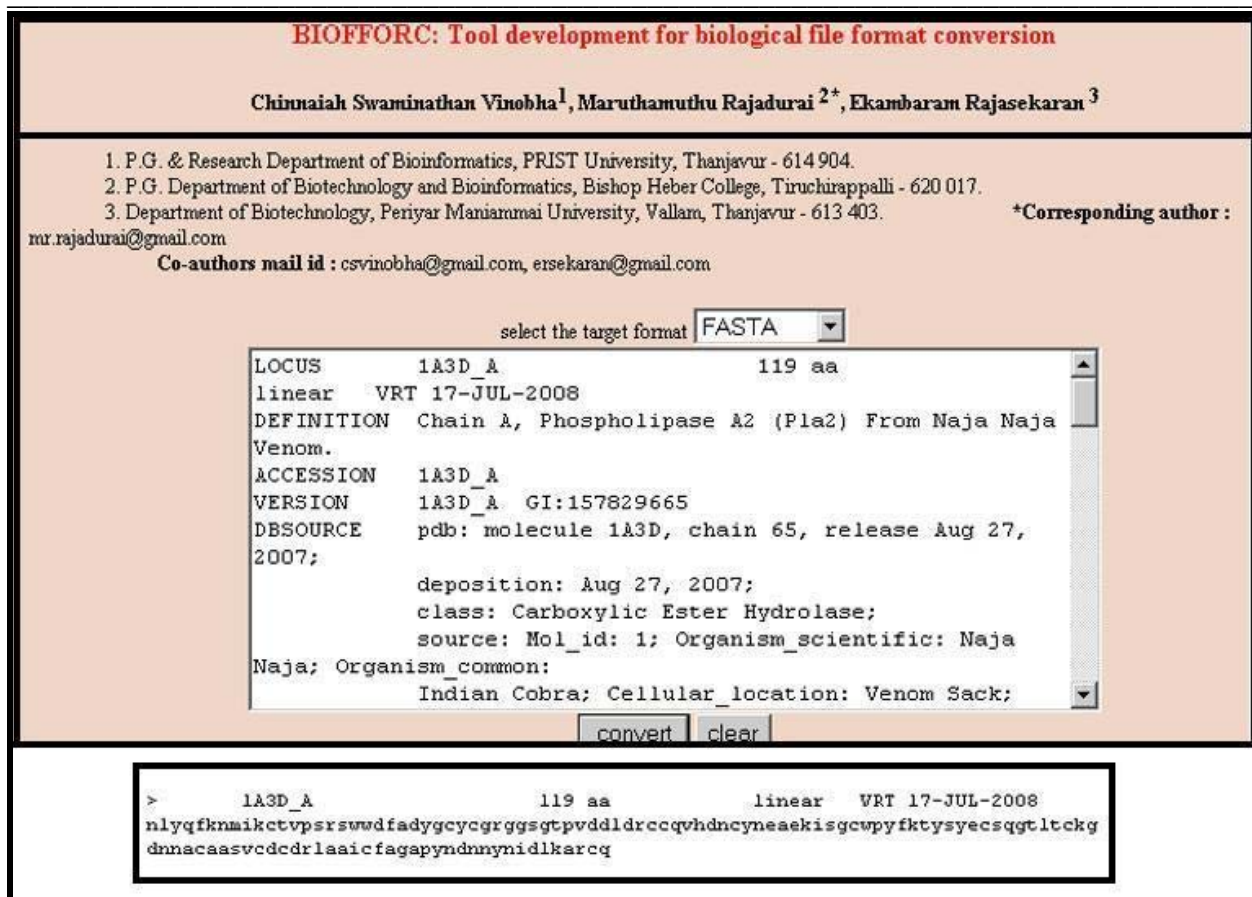 BIOFFORC: Tool development for biological file format conversion
Chinnaiah Swaminathan Vinobha1, Maruthamuthu Rajadurai 2*, Ekambaram Rajasekaran 3
1. P.G. & Research Department of Bioinformatics, PRIST University, Thanjavur - 614 904.
2. P.G. Department of Biotechnology and Bioinformatics, Bishop Heber College, Tiruchirappalli - 620 017.
3. Department of Biotechnology, Periyar Maniammai University, Vallam, Thanjavur - 613 403. *Corresponding author :
mr.rajadurai@gmail.com
Co-authors mail id : csvinobha@gmail.com, ersekaran@gmail.com
select the target format FASTA
LOCUS 1A3D_A 119 aa
linear VRT 17-JUL-2008
DEFINITION Chain A, Phospholipase A2 (Pla2) From Naja Naja
Venom.
ACCESSION 1A3D_A
VERSION 1A3D_A GI:157829665
DBSOURCE pdb: molecule 1A3D, chain 65, release Aug 27,
2007;
deposition: Aug 27, 2007;
class: Carboxylic Ester Hydrolase;
source: Mol_id: 1; Organism_scientific: Naja
Naja; Organism_common:
Indian Cobra; Cellular_location: Venom Sack;
convert clear
> 1A3D_A 119 aa linear VRT 17-JUL-2008
nlyqfknmikctvpsrswwdfadygcycgrggsgtpvddldrccqvhdncyneaekisgcwpyfktysyecsqgtltckg
dnnacaasvcdcdrlaaicfagapyndnnynidlkarcq